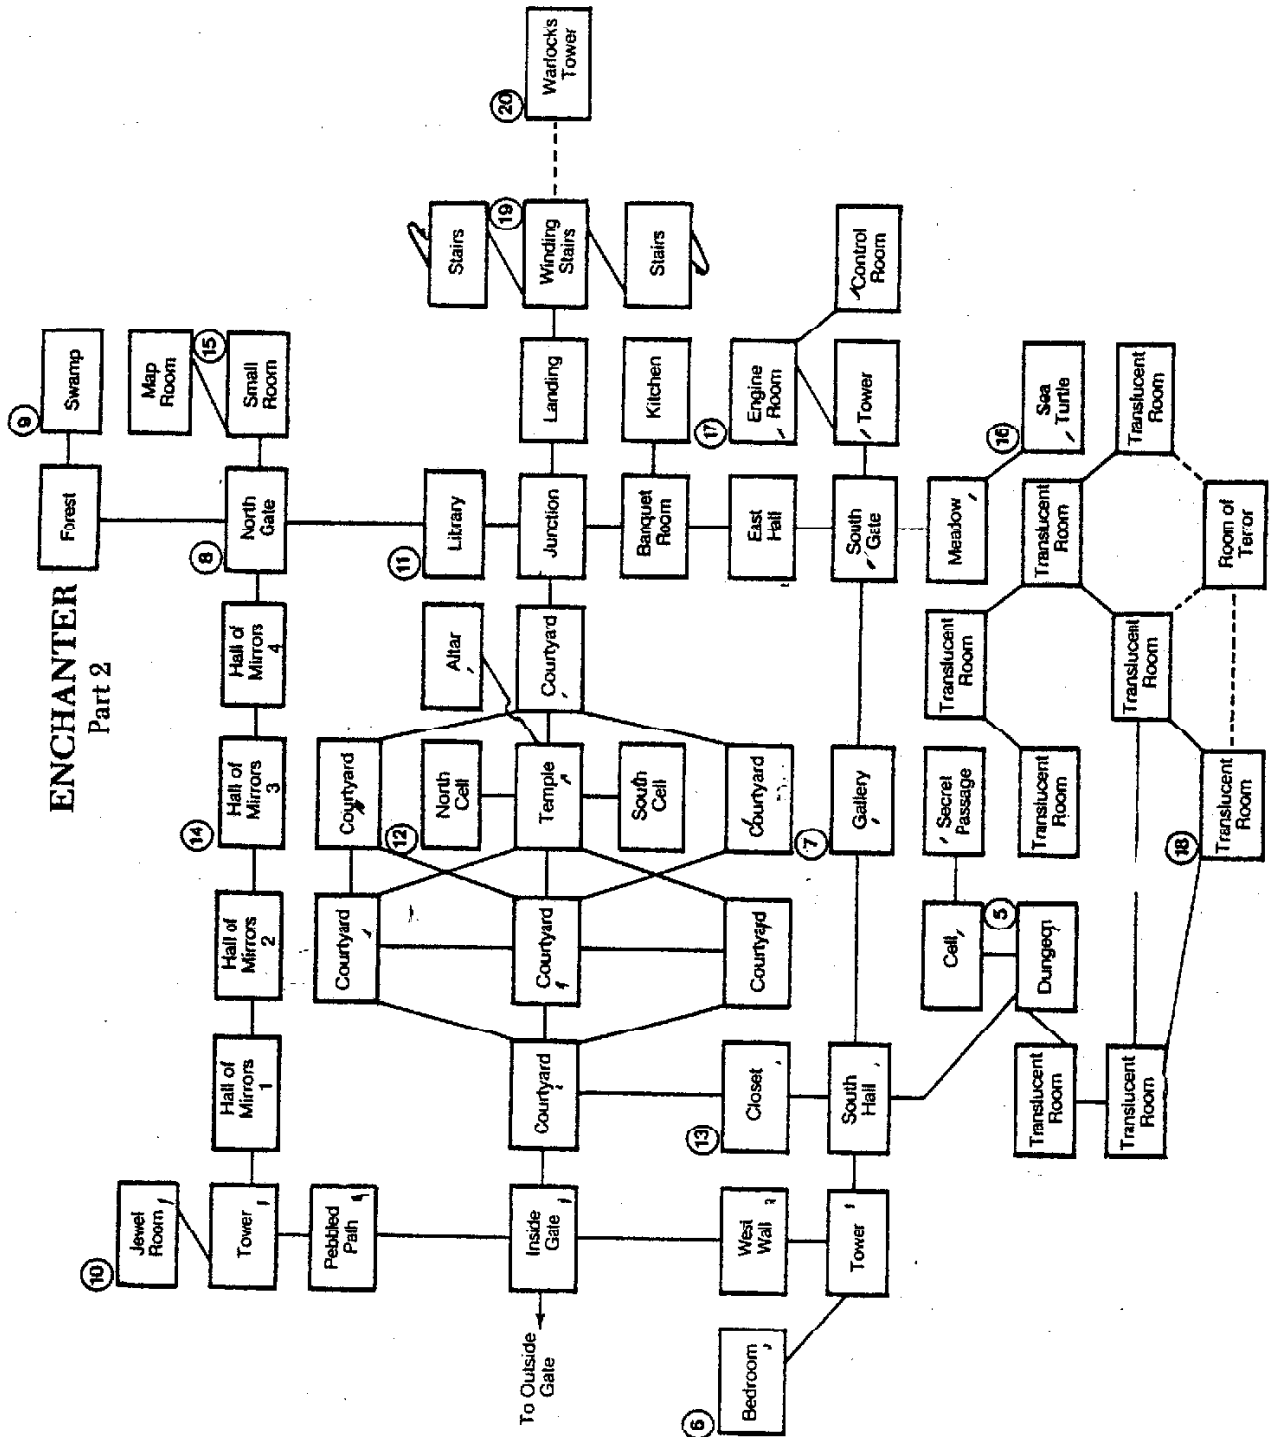 ENCHANTER
Part 2
9
Forest
Swamp
10
Jewel
Room
Map
Room
14
8
15
Tower
Hall of
Mirrors
1
Hall of
Mirrors
2
Hall of
Mirrors
3
Hall of
Mirrors
4
North
Gate
Small
Room
Pebbled
Path
Courtyard
Courtyard
12
11
North
Cell
Altar
Library
Stairs
19
20
To Outside
Gate
Inside
Gate
Courtyard
Courtyard
Temple
Courtyard
Junction
Landing
Winding
Stairs
Warlocks
Tower
South
Cell
Banquet
Room
Kitchen
Stairs
6
13
17
Bedroom
West
Wall
Closet
Courtyard
Courtyard
East
Hall
Engine
Room
7
Tower
South
Hall
Gallery
South
Gate
Tower
Control
Room
Cell
Secret
Passage
Translucent
Room
Meadow
5
16
Translucent
Room
Dungeon
Translucent
Room
Translucent
Room
Sea
Turtle
Translucent
Room
Translucent
Room
Translucent
Room
18
Translucent
Room
Room of
Terror